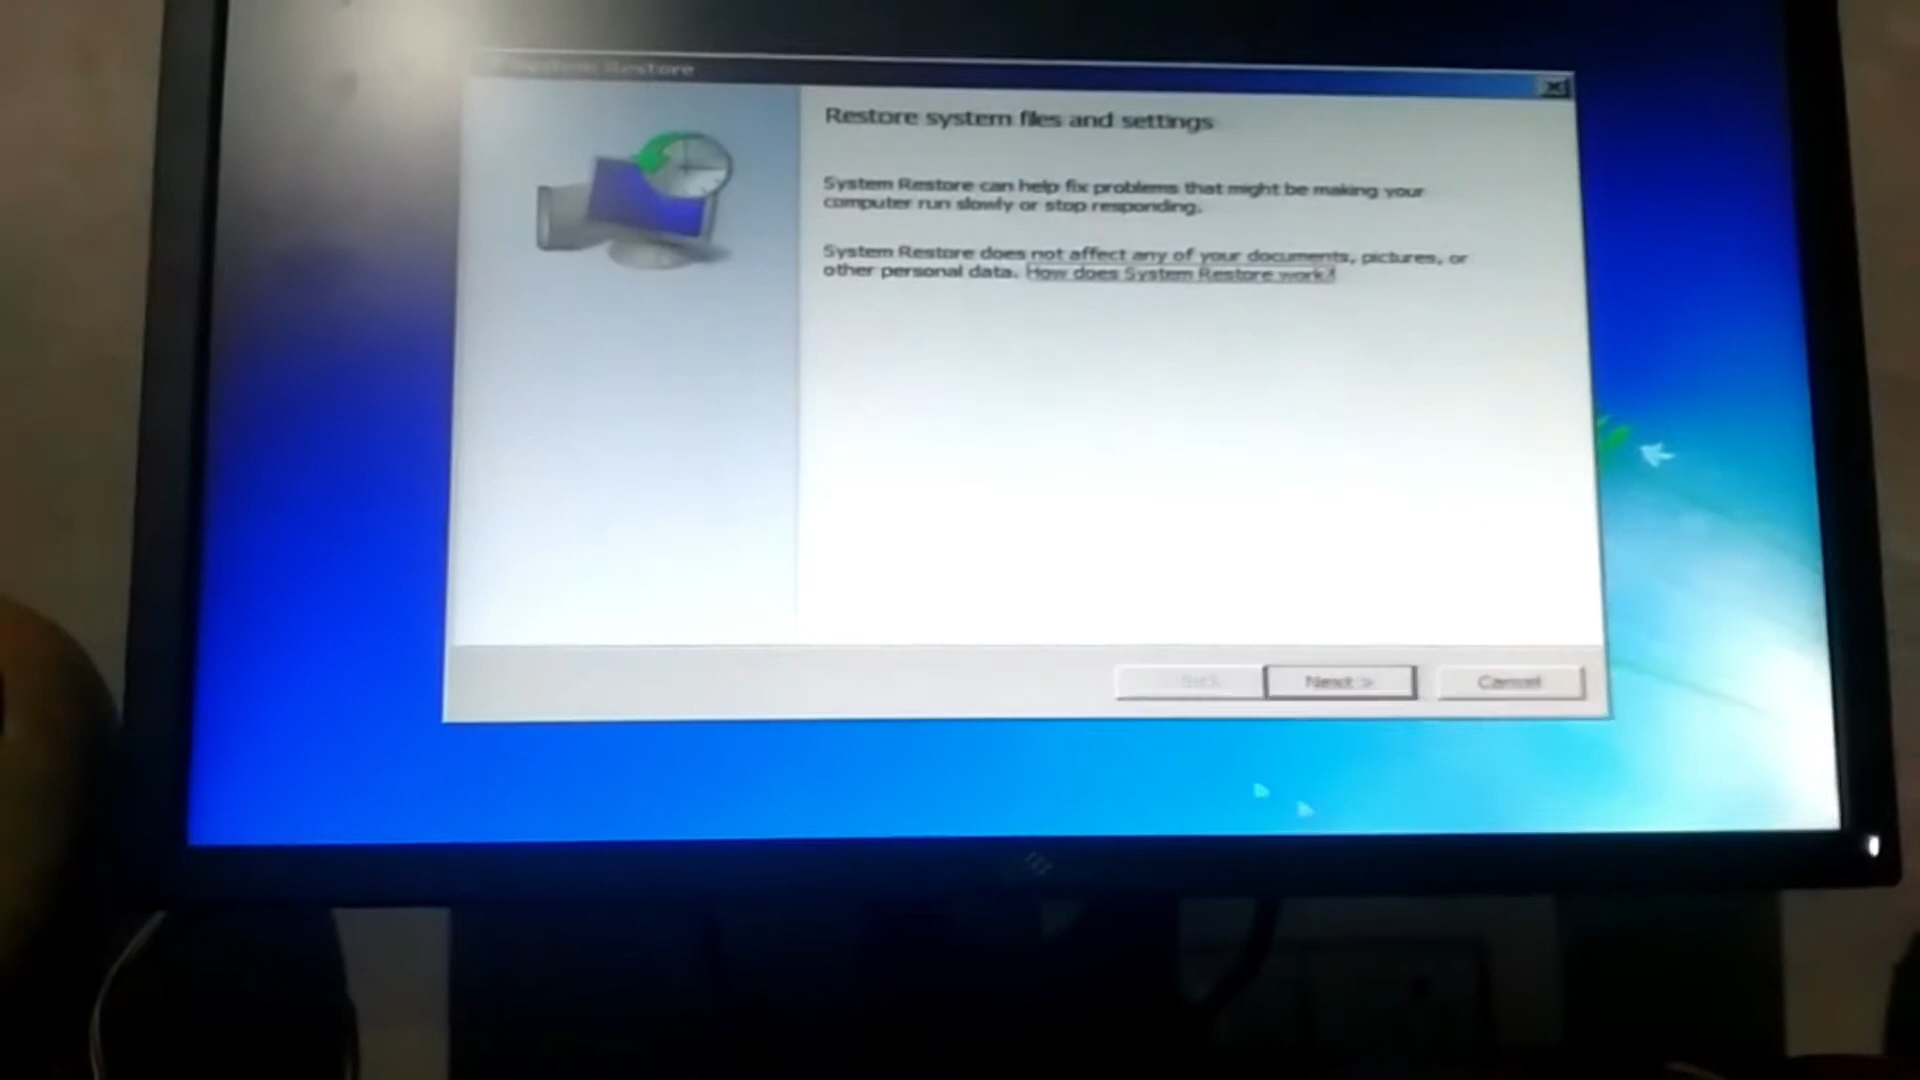 System Restore
Restore system files and settings
System Restore can help fix problems that might be making your
computer run slowly or stop responding.
System Restore does not affect any of your documents, pictures, or
other personal data. How does System Restore work?
< Back Next > Cancel